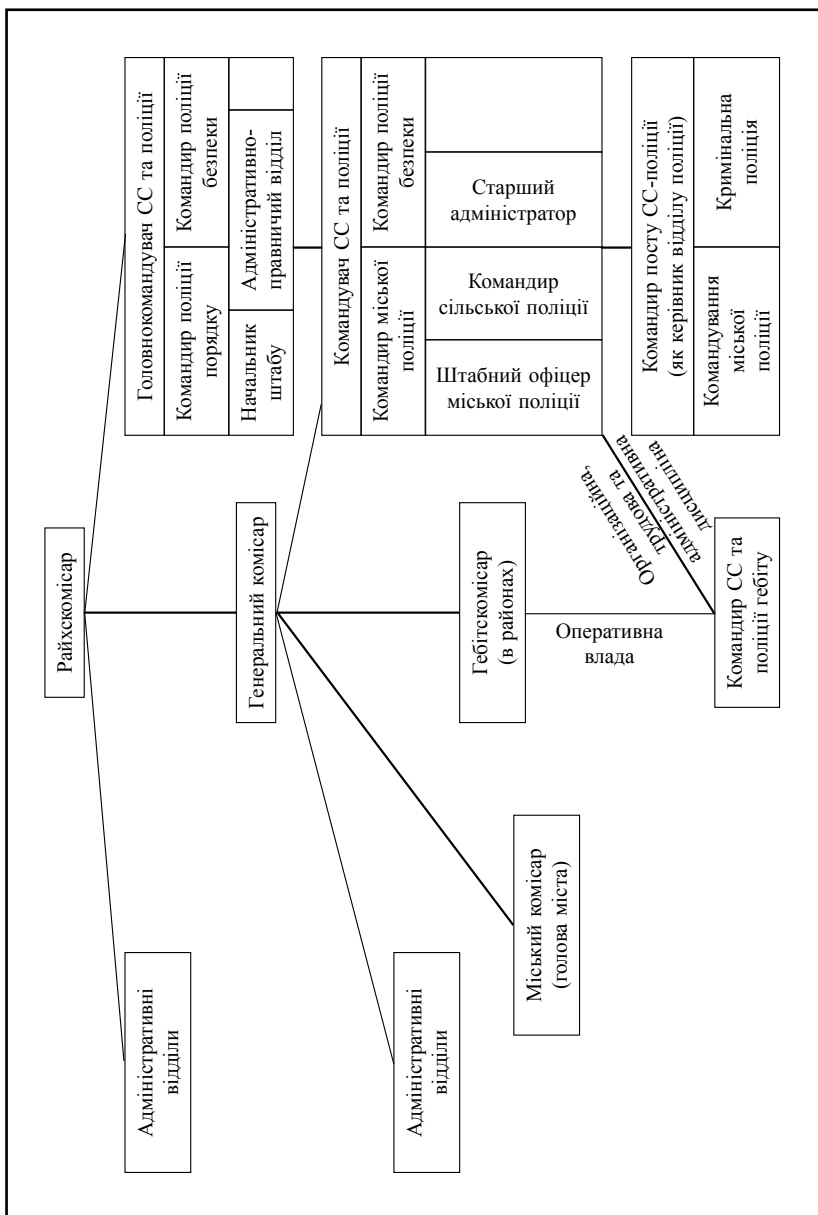 Райхскомісар
Адміністративні
відділи
Головнокомандувач СС та поліції
Командир поліції
порядку
Командир поліції
безпеки
Начальник
штабу
Адміністративно-
правничий відділ
Генеральний комісар
Адміністративні
відділи
Командувач СС та поліції
Командир міської
поліції
Командир поліції
безпеки
Штабний офіцер
міської поліції
Командир
сільської поліції
Старший
адміністратор
Міський комісар
(голова міста)
Гебітскомісар
(в районах)
Оперативна
влада
Організаційна,
трудова та
адміністративна
дисципліна
Командир посту СС-поліції
(як керівник відділу поліції)
Командування
міської
поліції
Кримінальна
поліція
Командир СС та
поліції гебіту